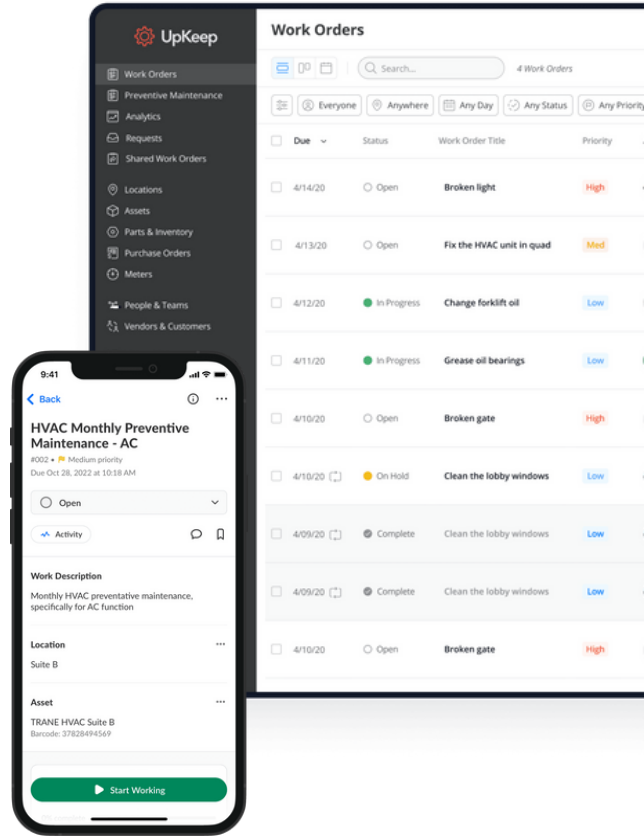 UpKeep
Work Orders
Preventive Maintenance
Analytics
Requests
Shared Work Orders
Locations
Assets
Parts & Inventory
Purchase Orders
Meters
People & Teams
Vendors & Customers
Work Orders
Search...
4 Work Orders
Everyone
Anywhere
Any Day
Any Status
Any Priority
Due Status Work Order Title Priority
4/14/20 Open Broken light High
4/13/20 Open Fix the HVAC unit in quad Med
4/12/20 In Progress Change forklift oil Low
4/11/20 In Progress Grease oil bearings Low
4/10/20 Open Broken gate High
4/10/20 On Hold Clean the lobby windows Low
4/09/20 Complete Clean the lobby windows Low
4/09/20 Complete Clean the lobby windows Low
4/10/20 Open Broken gate High
9:41
Back
HVAC Monthly Preventive
Maintenance - AC
#002 • Medium priority
Due Oct 28, 2022 at 10:18 AM
Open
Activity
Work Description
Monthly HVAC preventative maintenance,
specifically for AC function
Location
Suite B
Asset
TRANE HVAC Suite B
Barcode: 37828494569
Start Working